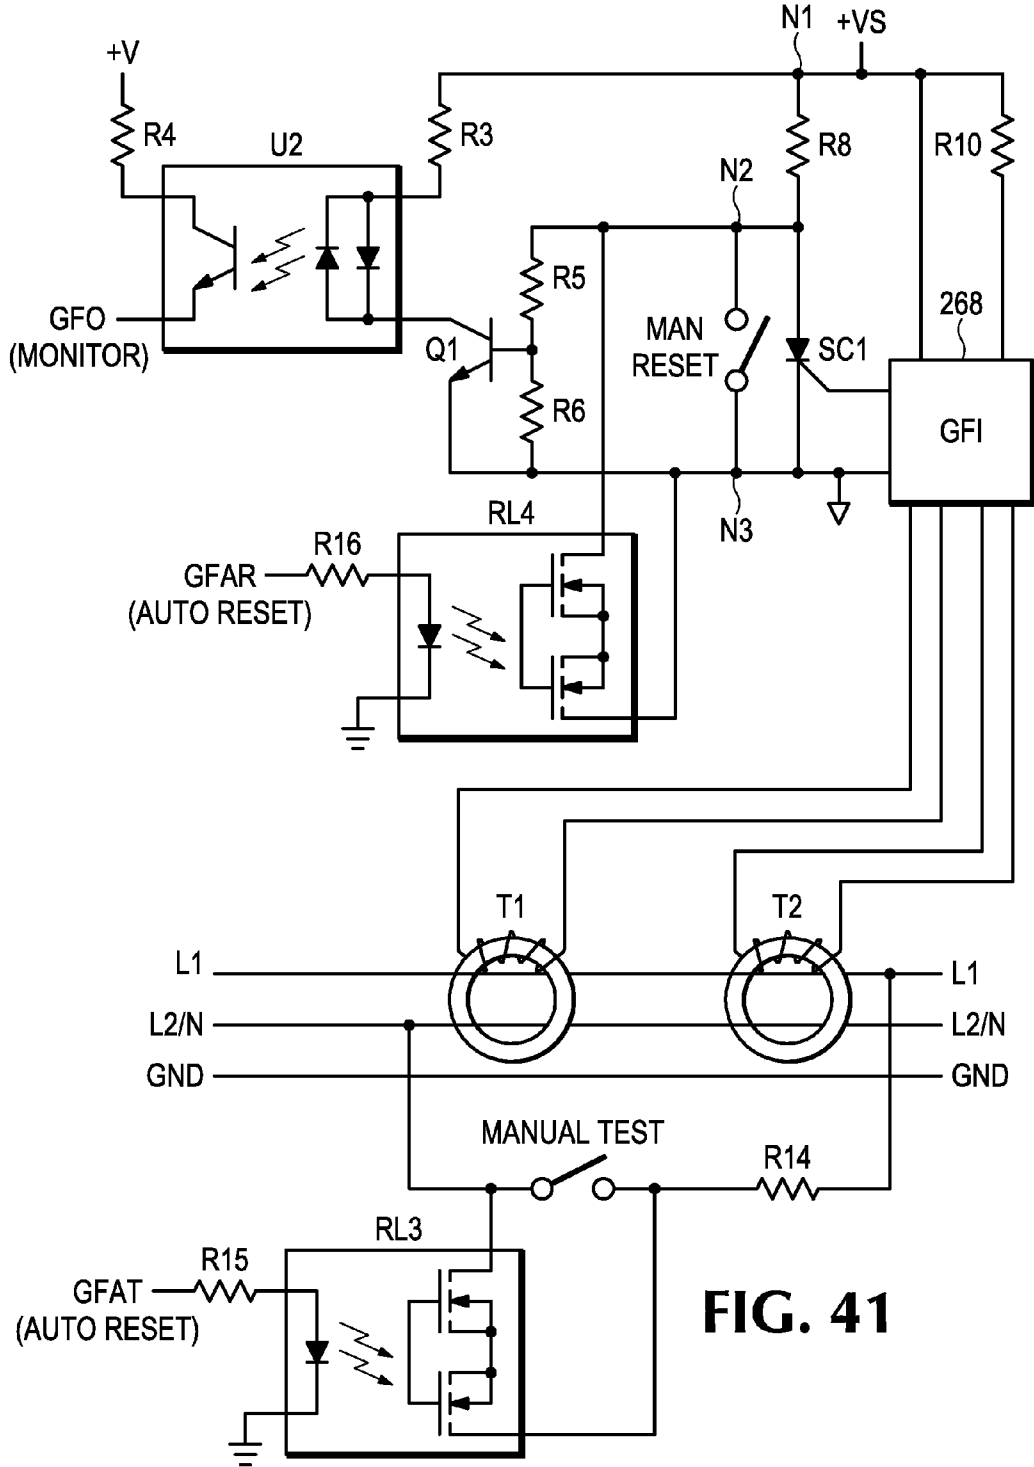 N1
+VS
+V
R4
U2
R3
R8
R10
N2
R5
268
GFO
(MONITOR)
Q1
MAN
RESET
SC1
R6
GFI
N3
RL4
R16
GFAR
(AUTO RESET)
T1
T2
L1
L1
L2/N
L2/N
GND
GND
MANUAL TEST
R14
RL3
R15
GFAT
(AUTO RESET)
FIG. 41